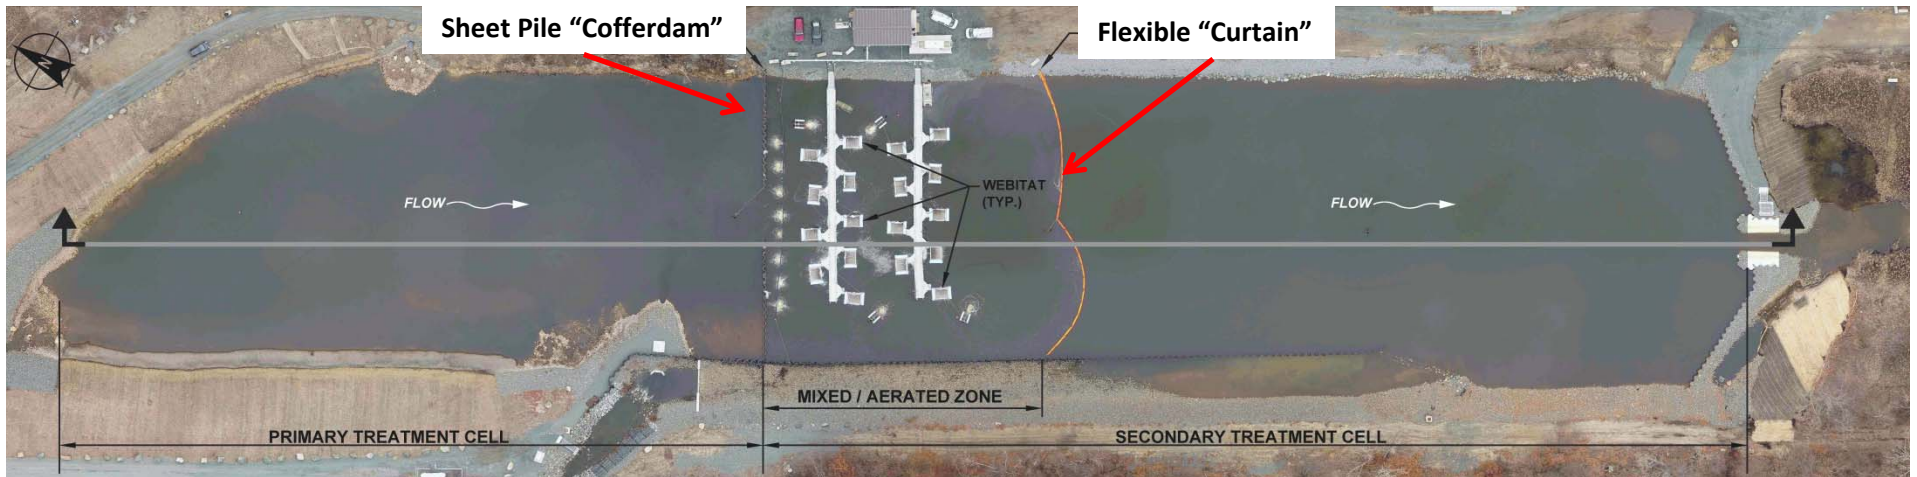 Sheet Pile “Cofferdam”
Flexible “Curtain”
N
WEBITAT
(TYP.)
FLOW
FLOW
MIXED / AERATED ZONE
PRIMARY TREATMENT CELL
SECONDARY TREATMENT CELL